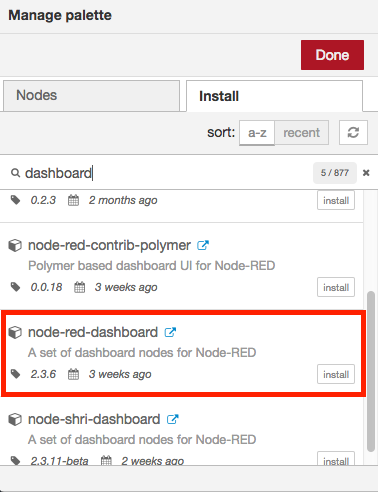 Manage palette
Done
Nodes
Install
sort: a-z recent
dashboard 5 / 877
0.2.3 2 months ago install
node-red-contrib-polymer
Polymer based dashboard UI for Node-RED
0.0.18 3 weeks ago install
node-red-dashboard
A set of dashboard nodes for Node-RED
2.3.6 3 weeks ago install
node-shri-dashboard
A set of dashboard nodes for Node-RED
2.3.11-beta 2 weeks ago install